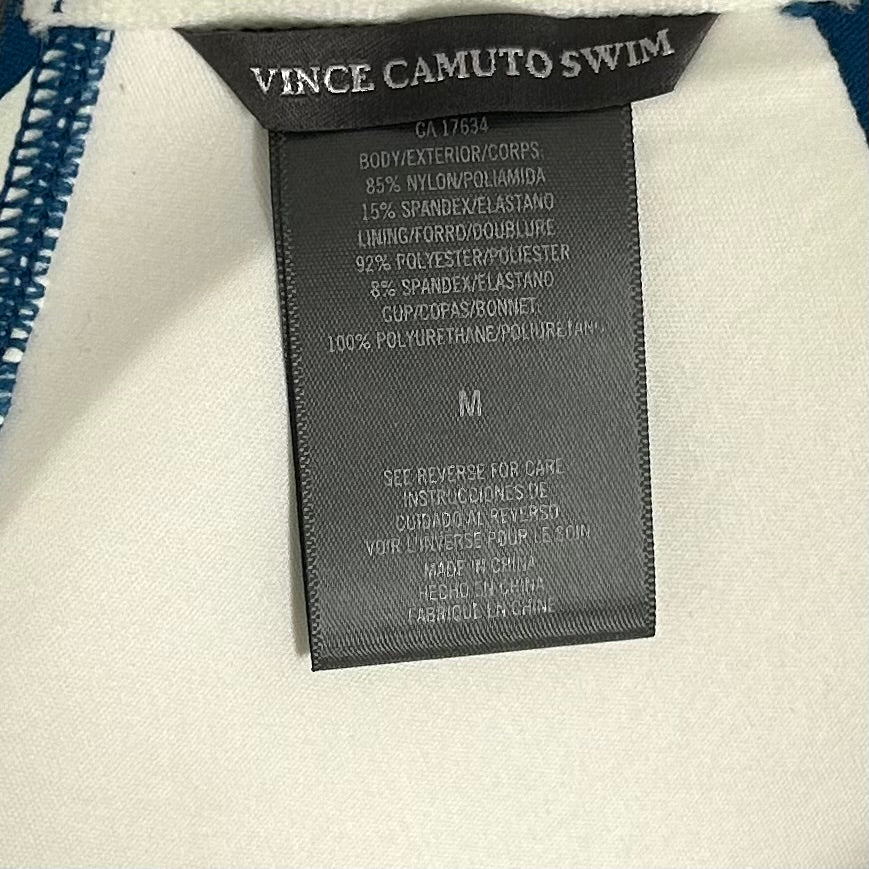 VINCE CAMUTO SWIM
CA 17634
BODY/EXTERIOR/CORPS:
85% NYLON/POLIAMIDA
15% SPANDEX/ELASTANO
LINING/FORRO/DOUBLURE
92% POLYESTER/POLIESTER
8% SPANDEX/ELASTANO
CUP/COPAS/BONNET:
100% POLYURETHANE/POLIURETANO
M
SEE REVERSE FOR CARE
INSTRUCCIONES DE
CUIDADO AL REVERSO
VOIR L'INVERSE POUR LE SOIN
MADE IN CHINA
HECHO EN CHINA
FABRIQUE EN CHINE